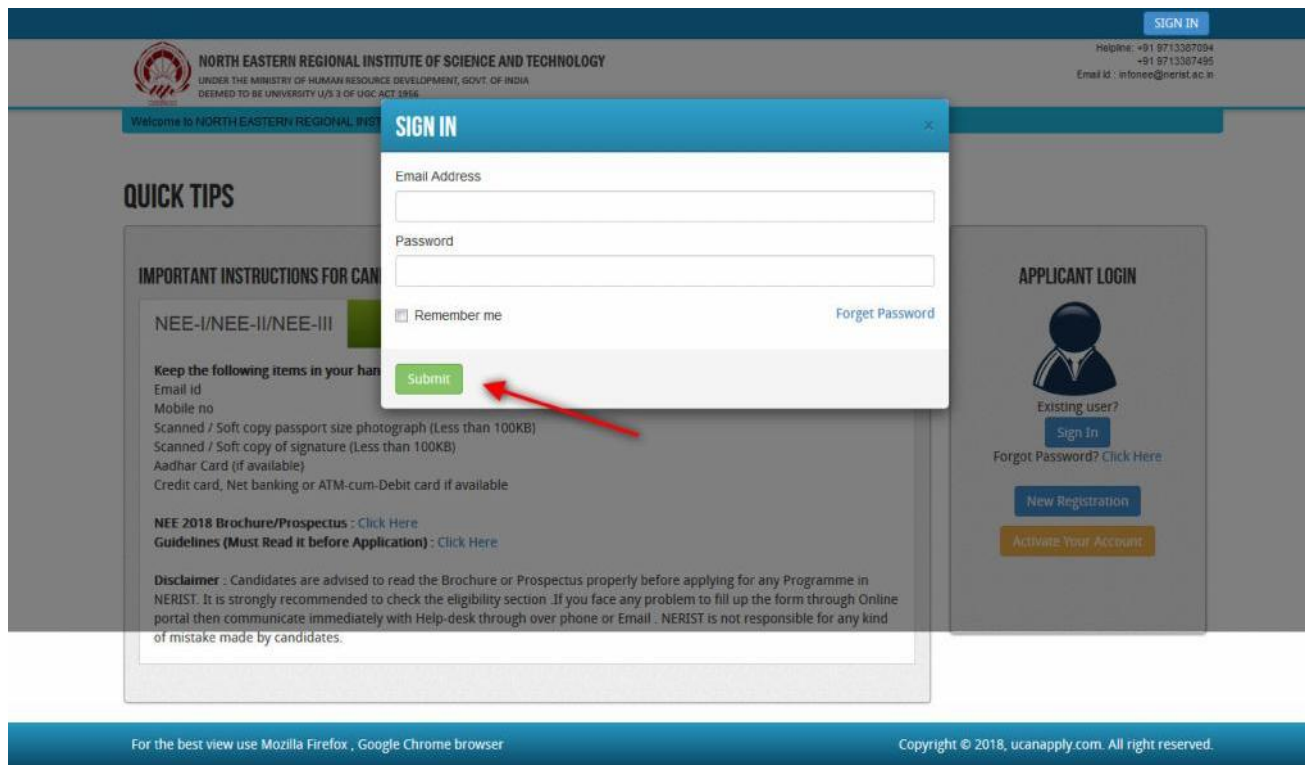 SIGN IN
NORTH EASTERN REGIONAL INSTITUTE OF SCIENCE AND TECHNOLOGY
UNDER THE MINISTRY OF HUMAN RESOURCE DEVELOPMENT, GOVT. OF INDIA
DEEMED TO BE UNIVERSITY U/S 3 OF UGC ACT 1956
Helpline: +91 9713387094
+91 9713387495
Email id : infonee@nerist.ac.in
Welcome to NORTH EASTERN REGIONAL INST
SIGN IN
×
Email Address
Password
Remember me
Forget Password
Submit
QUICK TIPS
IMPORTANT INSTRUCTIONS FOR CAN
NEE-I/NEE-II/NEE-III
Keep the following items in your han
Email id
Mobile no
Scanned / Soft copy passport size photograph (Less than 100KB)
Scanned / Soft copy of signature (Less than 100KB)
Aadhar Card (if available)
Credit card, Net banking or ATM-cum-Debit card if available
NEE 2018 Brochure/Prospectus : Click Here
Guidelines (Must Read it before Application) : Click Here
Disclaimer : Candidates are advised to read the Brochure or Prospectus properly before applying for any Programme in
NERIST. It is strongly recommended to check the eligibility section .If you face any problem to fill up the form through Online
portal then communicate immediately with Help-desk through over phone or Email . NERIST is not responsible for any kind
of mistake made by candidates.
APPLICANT LOGIN
Existing user?
Sign In
Forgot Password? Click Here
New Registration
Activate Your Account
For the best view use Mozilla Firefox , Google Chrome browser
Copyright © 2018, ucanapply.com. All right reserved.